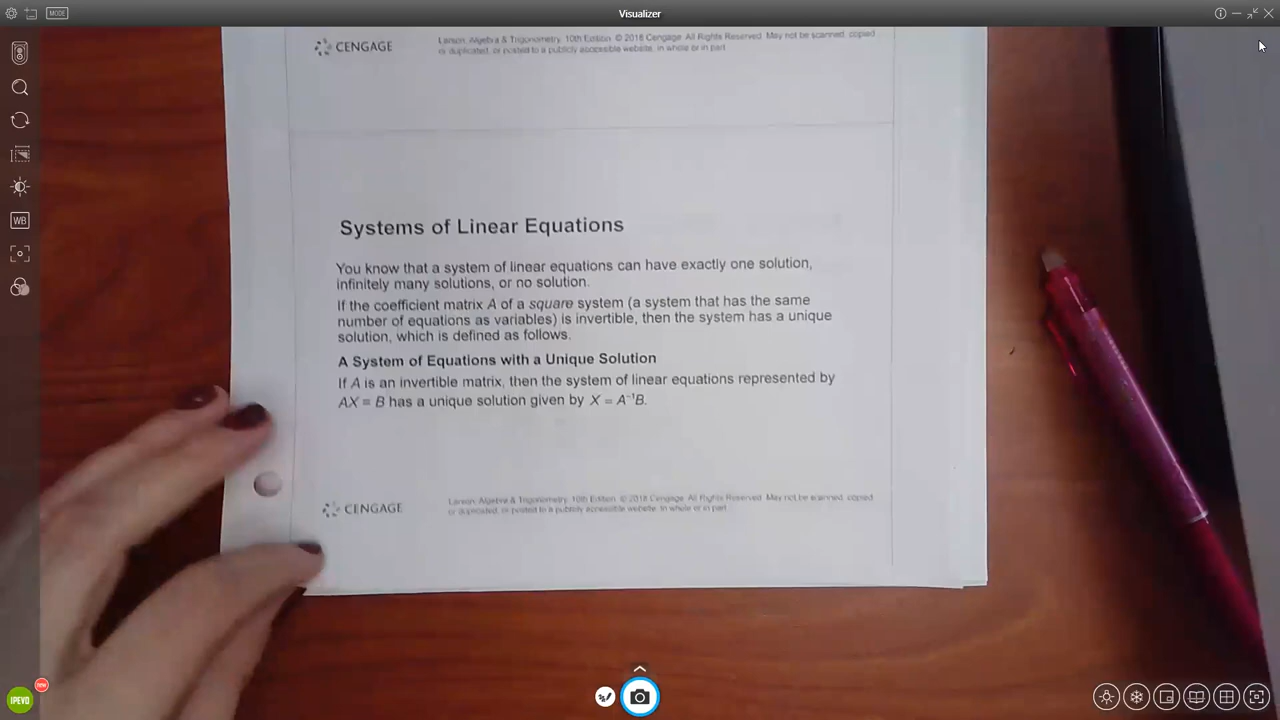 MODE
Visualizer
CENGAGE
Larson, Algebra & Trigonometry, 10th Edition. © 2018 Cengage. All Rights Reserved. May not be scanned, copied
or duplicated, or posted to a publicly accessible website, in whole or in part.
Systems of Linear Equations
You know that a system of linear equations can have exactly one solution,
infinitely many solutions, or no solution.
If the coefficient matrix A of a square system (a system that has the same
number of equations as variables) is invertible, then the system has a unique
solution, which is defined as follows.
A System of Equations with a Unique Solution
If A is an invertible matrix, then the system of linear equations represented by
AX = B has a unique solution given by X = A⁻¹B.
CENGAGE
Larson, Algebra & Trigonometry, 10th Edition. © 2018 Cengage. All Rights Reserved. May not be scanned, copied
or duplicated, or posted to a publicly accessible website, in whole or in part.
WB
IPEVO
new